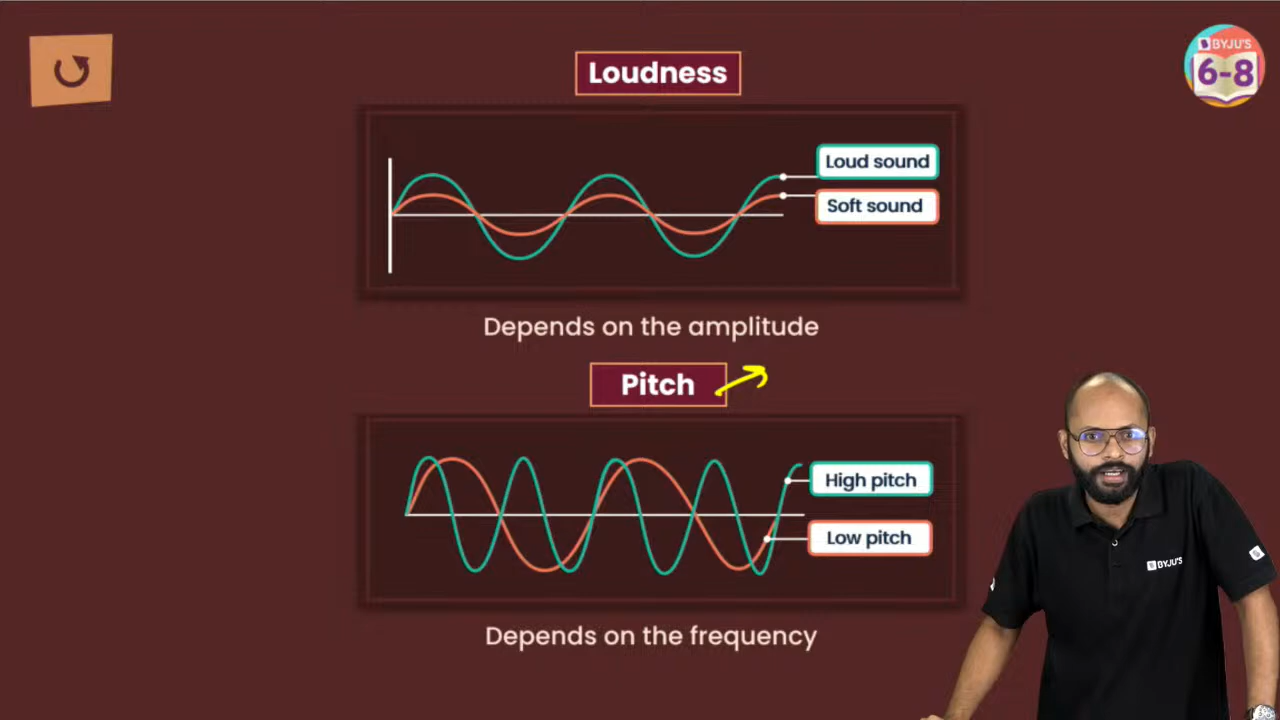 BYJU'S
6-8
Loudness
Loud sound
Soft sound
Depends on the amplitude
Pitch
High pitch
Low pitch
BYJU'S
Depends on the frequency